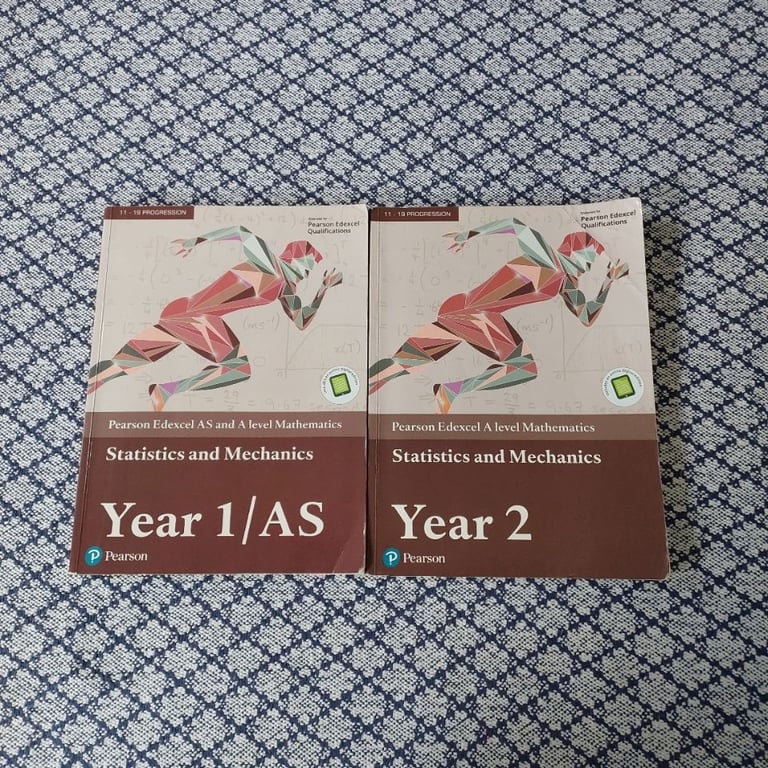 11 - 19 PROGRESSION
Pearson Edexcel
Qualifications
Pearson Edexcel AS and A level Mathematics
Statistics and Mechanics
Year 1/AS
Pearson
11 - 19 PROGRESSION
Pearson Edexcel
Qualifications
Pearson Edexcel A level Mathematics
Statistics and Mechanics
Year 2
Pearson